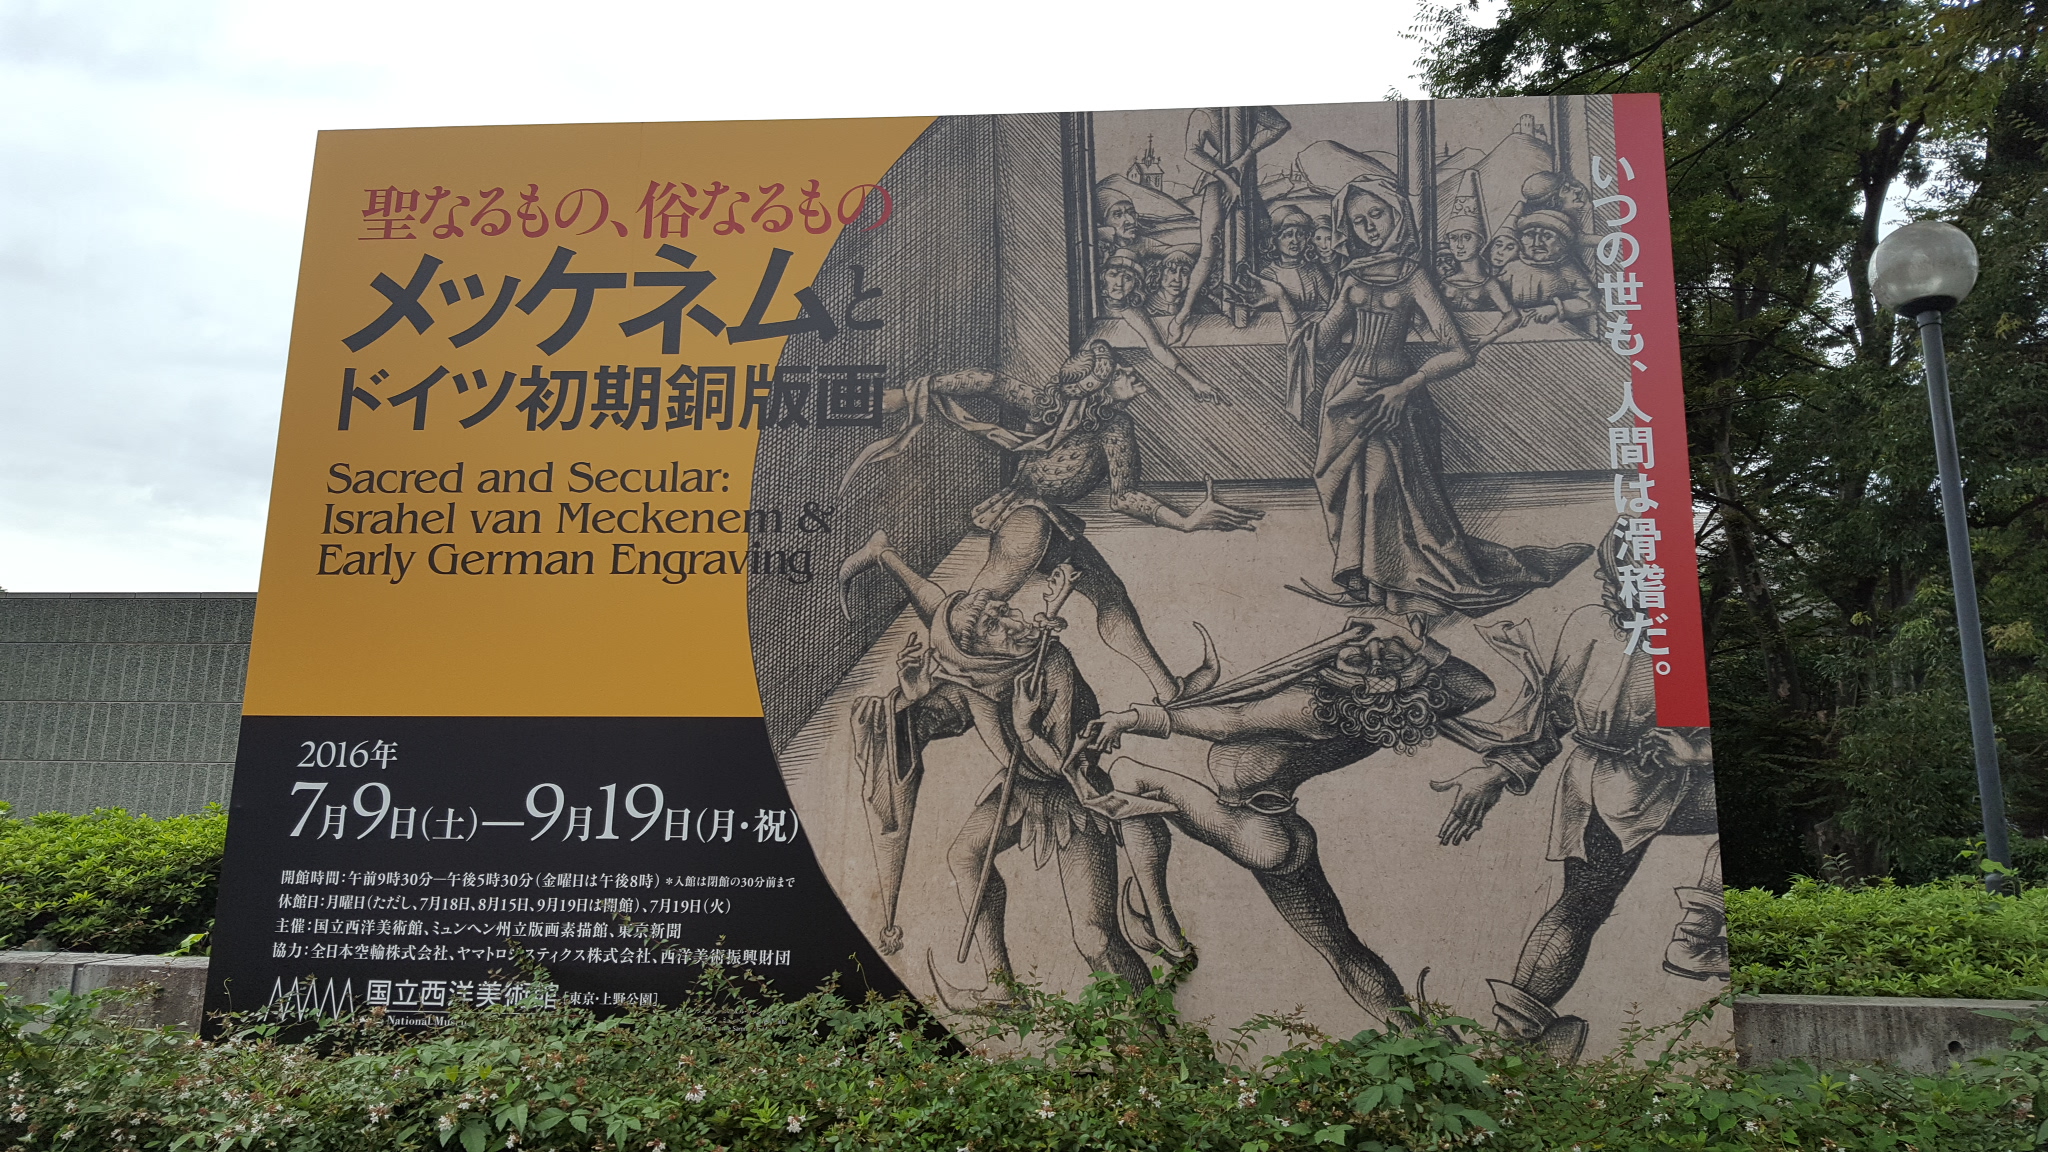 聖なるもの、俗なるもの
メッケネムと
ドイツ初期銅版画
Sacred and Secular:
Israhel van Meckenem &
Early German Engraving
2016年
7月9日(土)—9月19日(月・祝)
開館時間:午前9時30分—午後5時30分(金曜日は午後8時) *入館は閉館の30分前まで
休館日:月曜日(ただし、7月18日、8月15日、9月19日は開館)、7月19日(火)
主催:国立西洋美術館、ミュンヘン州立版画素描館、東京新聞
協力:全日本空輸株式会社、ヤマトロジスティクス株式会社、西洋美術振興財団
国立西洋美術館 [東京・上野公園]
National
いつの世も、人間は滑稽だ。